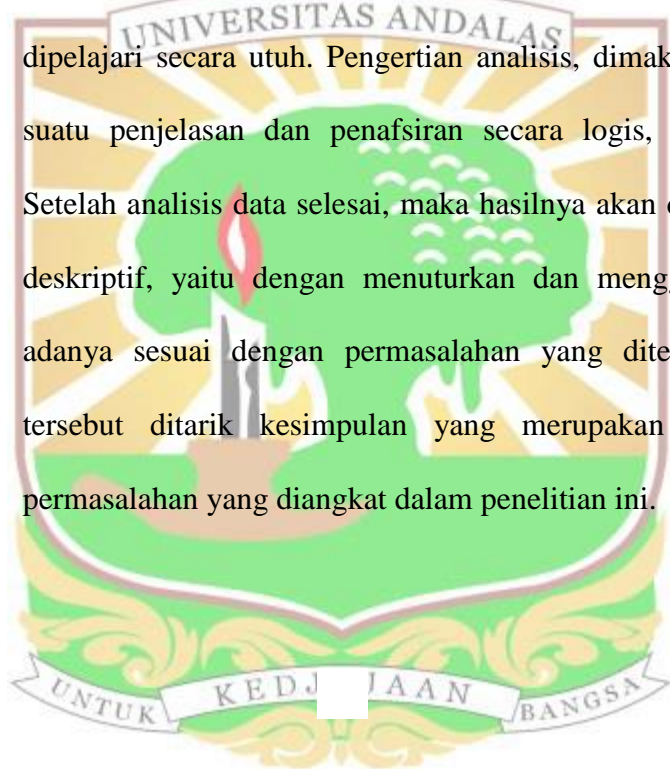 UNIVERSITAS ANDALAS
dipelajari secara utuh. Pengertian analisis, dimak
suatu penjelasan dan penafsiran secara logis,
Setelah analisis data selesai, maka hasilnya akan
deskriptif, yaitu dengan menuturkan dan mengg
adanya sesuai dengan permasalahan yang dite
tersebut ditarik kesimpulan yang merupakan
permasalahan yang diangkat dalam penelitian ini.
UNTUK KEDJ JAAN BANGSA